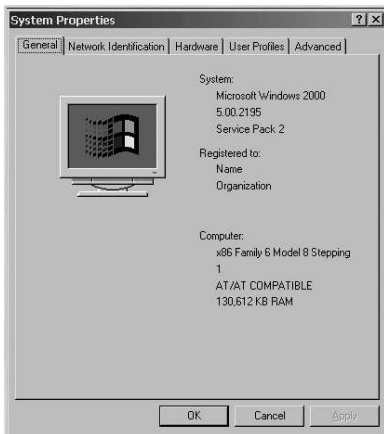 System Properties
General
Network Identification
Hardware
User Profiles
Advanced
System:
Microsoft Windows 2000
5.00.2195
Service Pack 2
Registered to:
Name
Organization
Computer:
x86 Family 6 Model 8 Stepping
1
AT/AT COMPATIBLE
130,612 KB RAM
OK
Cancel
Apply